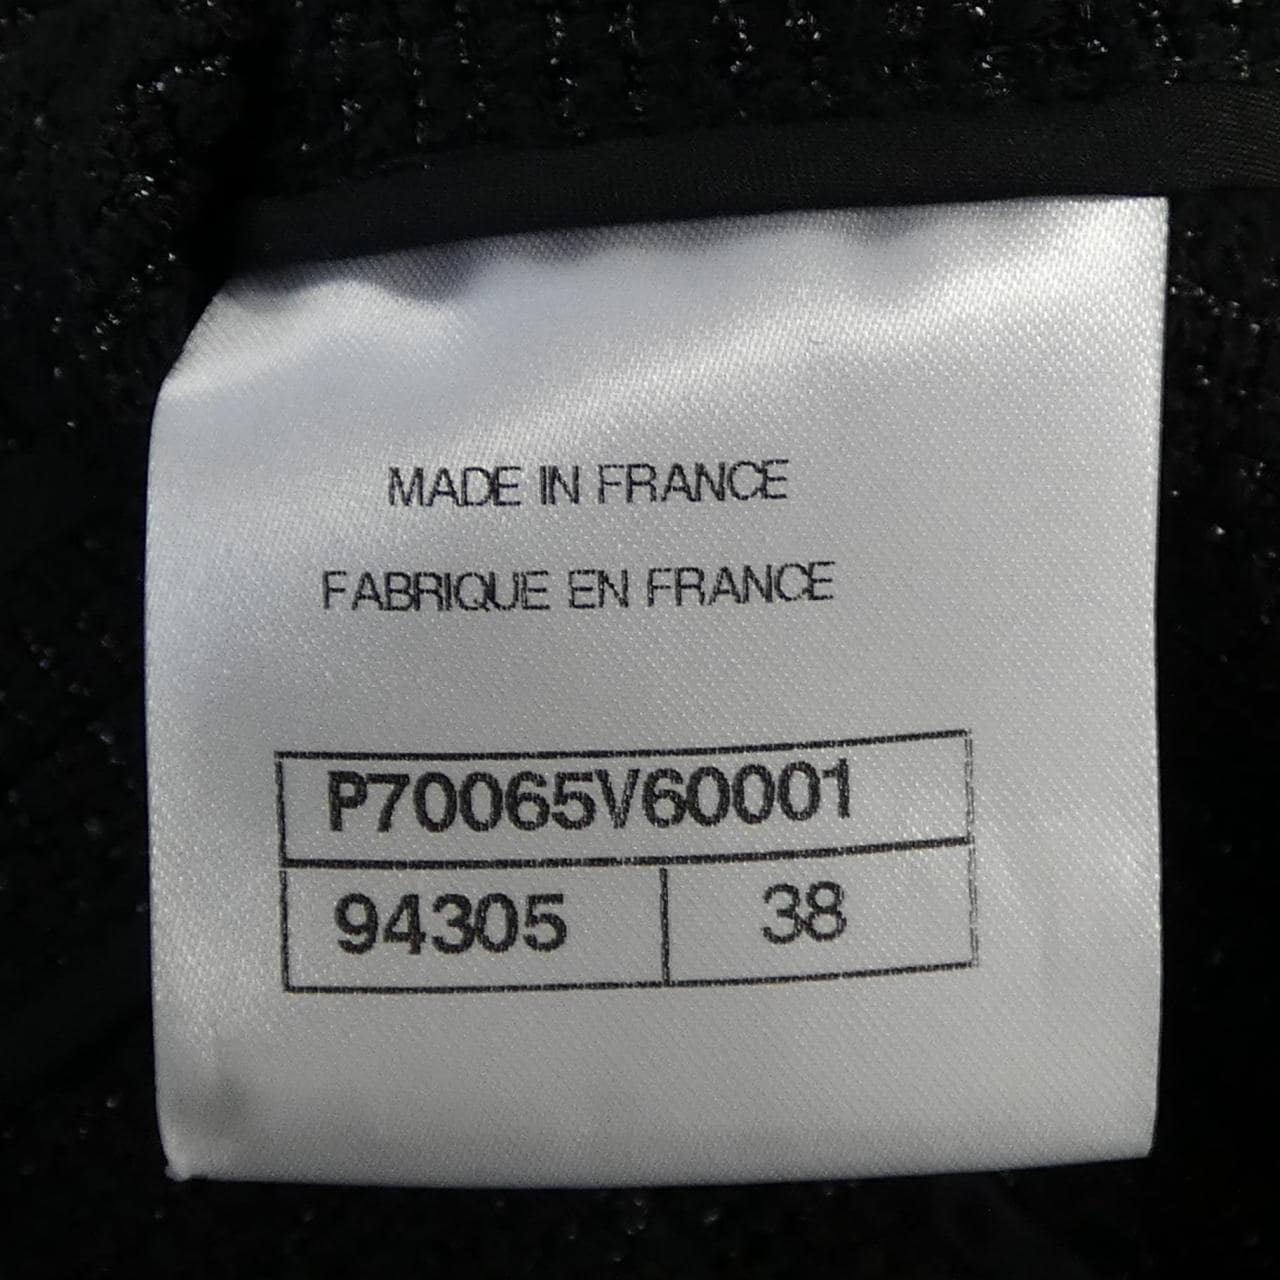 MADE IN FRANCE
FABRIQUE EN FRANCE
P70065V60001
94305 38